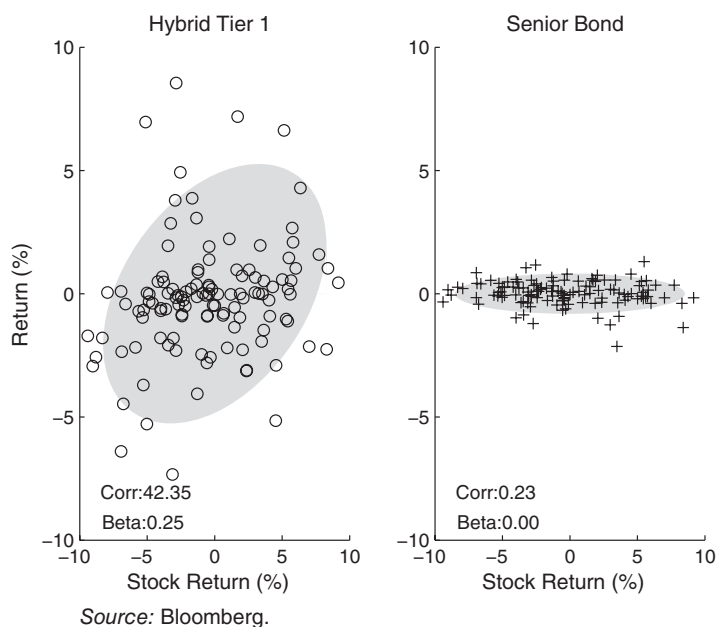 Hybrid Tier 1
Senior Bond
10
5
0
−5
−10
Return (%)
Corr:42.35
Beta:0.25
−10
−5
0
5
10
Stock Return (%)
10
5
0
−5
−10
Corr:0.23
Beta:0.00
−10
−5
0
5
10
Stock Return (%)
Source: Bloomberg.